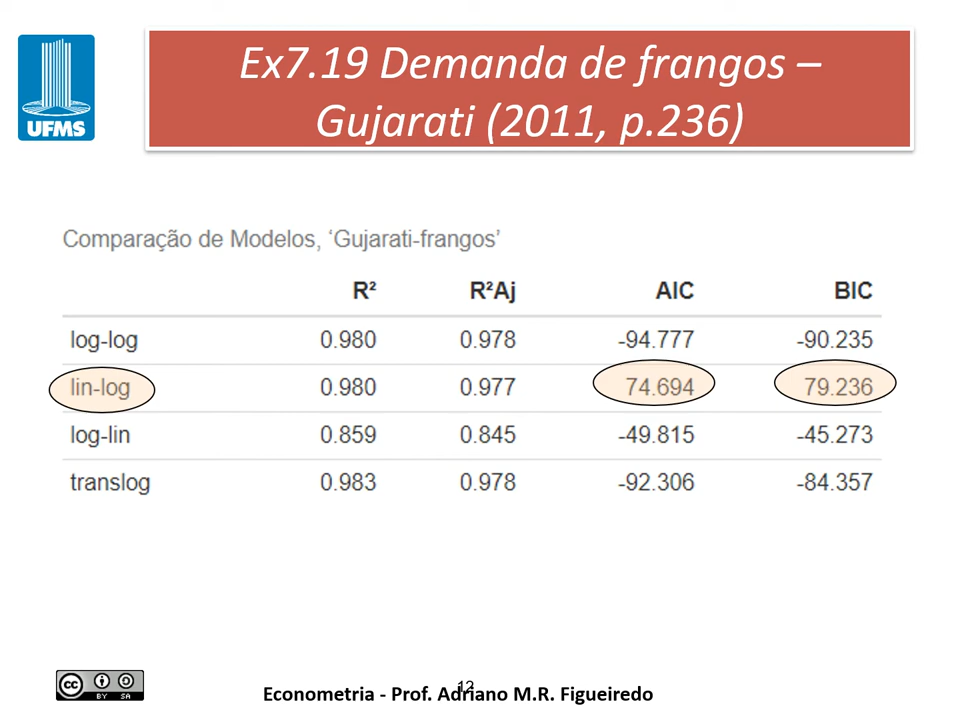 UFMS
Ex7.19 Demanda de frangos –
Gujarati (2011, p.236)
Comparação de Modelos, ‘Gujarati-frangos’
R² R²Aj AIC BIC
log-log 0.980 0.978 -94.777 -90.235
lin-log 0.980 0.977 74.694 79.236
log-lin 0.859 0.845 -49.815 -45.273
translog 0.983 0.978 -92.306 -84.357
cc BY SA
12
Econometria - Prof. Adriano M.R. Figueiredo